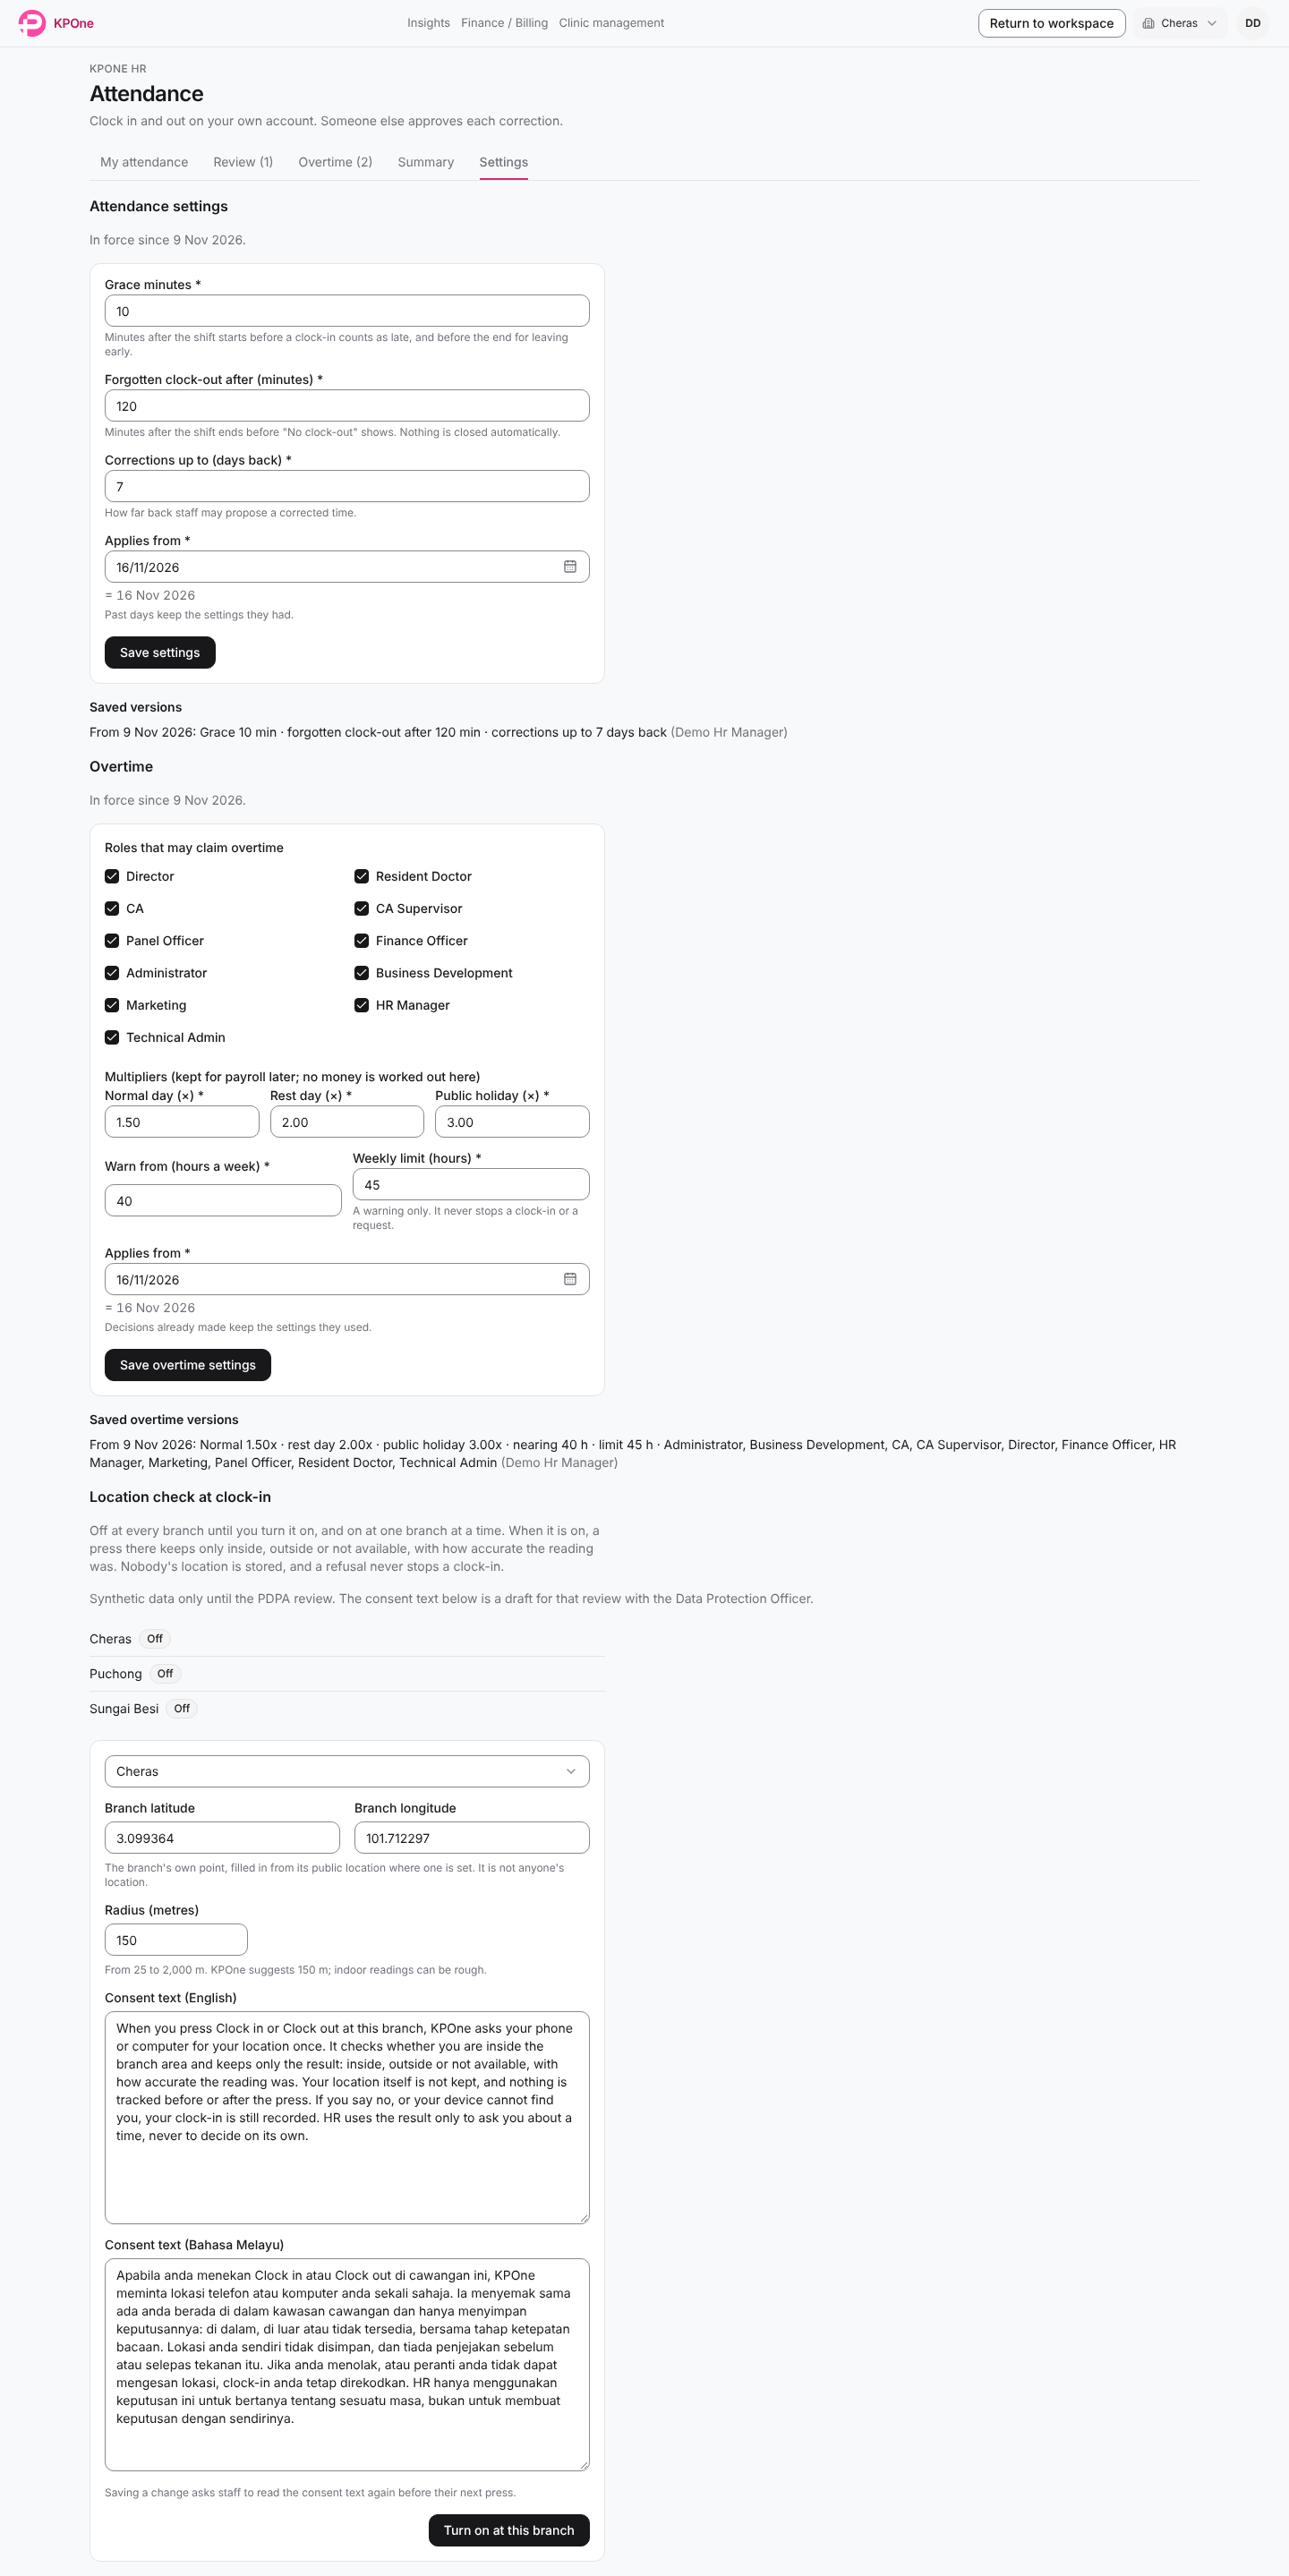 KPOne
Insights Finance / Billing Clinic management
Return to workspace
Cheras
DD
KPONE HR
Attendance
Clock in and out on your own account. Someone else approves each correction.
My attendance Review (1) Overtime (2) Summary Settings
Attendance settings
In force since 9 Nov 2026.
Grace minutes *
10
Minutes after the shift starts before a clock-in counts as late, and before the end for leaving
early.
Forgotten clock-out after (minutes) *
120
Minutes after the shift ends before "No clock-out" shows. Nothing is closed automatically.
Corrections up to (days back) *
7
How far back staff may propose a corrected time.
Applies from *
16/11/2026
= 16 Nov 2026
Past days keep the settings they had.
Save settings
Saved versions
From 9 Nov 2026: Grace 10 min · forgotten clock-out after 120 min · corrections up to 7 days back (Demo Hr Manager)
Overtime
In force since 9 Nov 2026.
Roles that may claim overtime
Director Resident Doctor
CA CA Supervisor
Panel Officer Finance Officer
Administrator Business Development
Marketing HR Manager
Technical Admin
Multipliers (kept for payroll later; no money is worked out here)
Normal day (×) * Rest day (×) * Public holiday (×) *
1.50 2.00 3.00
Warn from (hours a week) * Weekly limit (hours) *
40 45
A warning only. It never stops a clock-in or a
request.
Applies from *
16/11/2026
= 16 Nov 2026
Decisions already made keep the settings they used.
Save overtime settings
Saved overtime versions
From 9 Nov 2026: Normal 1.50x · rest day 2.00x · public holiday 3.00x · nearing 40 h · limit 45 h · Administrator, Business Development, CA, CA Supervisor, Director, Finance Officer, HR
Manager, Marketing, Panel Officer, Resident Doctor, Technical Admin (Demo Hr Manager)
Location check at clock-in
Off at every branch until you turn it on, and on at one branch at a time. When it is on, a
press there keeps only inside, outside or not available, with how accurate the reading
was. Nobody's location is stored, and a refusal never stops a clock-in.
Synthetic data only until the PDPA review. The consent text below is a draft for that review with the Data Protection Officer.
Cheras Off
Puchong Off
Sungai Besi Off
Cheras
Branch latitude Branch longitude
3.099364 101.712297
The branch's own point, filled in from its public location where one is set. It is not anyone's
location.
Radius (metres)
150
From 25 to 2,000 m. KPOne suggests 150 m; indoor readings can be rough.
Consent text (English)
When you press Clock in or Clock out at this branch, KPOne asks your phone
or computer for your location once. It checks whether you are inside the
branch area and keeps only the result: inside, outside or not available, with
how accurate the reading was. Your location itself is not kept, and nothing is
tracked before or after the press. If you say no, or your device cannot find
you, your clock-in is still recorded. HR uses the result only to ask you about a
time, never to decide on its own.
Consent text (Bahasa Melayu)
Apabila anda menekan Clock in atau Clock out di cawangan ini, KPOne
meminta lokasi telefon atau komputer anda sekali sahaja. Ia menyemak sama
ada anda berada di dalam kawasan cawangan dan hanya menyimpan
keputusannya: di dalam, di luar atau tidak tersedia, bersama tahap ketepatan
bacaan. Lokasi anda sendiri tidak disimpan, dan tiada penjejakan sebelum
atau selepas tekanan itu. Jika anda menolak, atau peranti anda tidak dapat
mengesan lokasi, clock-in anda tetap direkodkan. HR hanya menggunakan
keputusan ini untuk bertanya tentang sesuatu masa, bukan untuk membuat
keputusan dengan sendirinya.
Saving a change asks staff to read the consent text again before their next press.
Turn on at this branch